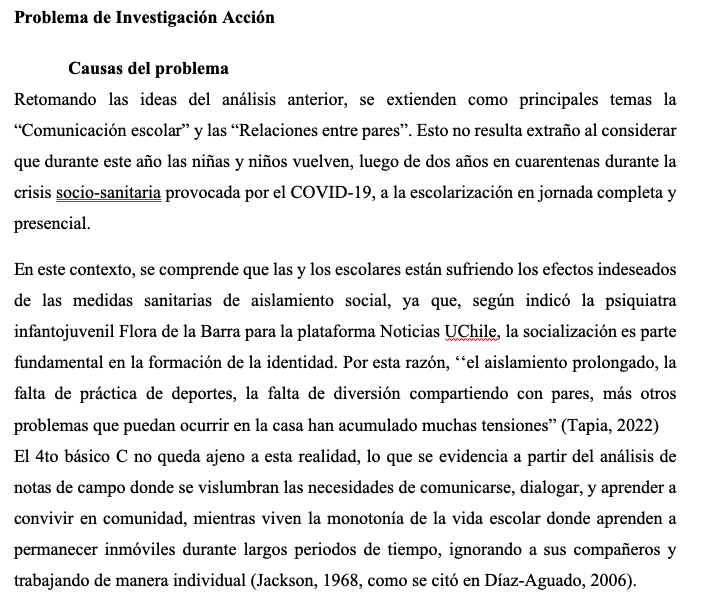 Problema de Investigación Acción
Causas del problema
Retomando las ideas del análisis anterior, se extienden como principales temas la
“Comunicación escolar” y las “Relaciones entre pares”. Esto no resulta extraño al considerar
que durante este año las niñas y niños vuelven, luego de dos años en cuarentenas durante la
crisis socio-sanitaria provocada por el COVID-19, a la escolarización en jornada completa y
presencial.
En este contexto, se comprende que las y los escolares están sufriendo los efectos indeseados
de las medidas sanitarias de aislamiento social, ya que, según indicó la psiquiatra
infantojuvenil Flora de la Barra para la plataforma Noticias UChile, la socialización es parte
fundamental en la formación de la identidad. Por esta razón, ‘‘el aislamiento prolongado, la
falta de práctica de deportes, la falta de diversión compartiendo con pares, más otros
problemas que puedan ocurrir en la casa han acumulado muchas tensiones” (Tapia, 2022)
El 4to básico C no queda ajeno a esta realidad, lo que se evidencia a partir del análisis de
notas de campo donde se vislumbran las necesidades de comunicarse, dialogar, y aprender a
convivir en comunidad, mientras viven la monotonía de la vida escolar donde aprenden a
permanecer inmóviles durante largos periodos de tiempo, ignorando a sus compañeros y
trabajando de manera individual (Jackson, 1968, como se citó en Díaz-Aguado, 2006).